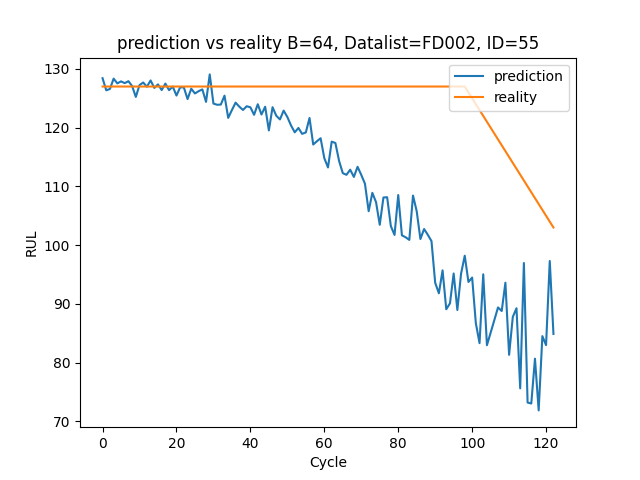 prediction vs reality B=64, Datalist=FD002, ID=55
prediction
reality
RUL
130
120
110
100
90
80
70
0 20 40 60 80 100 120
Cycle